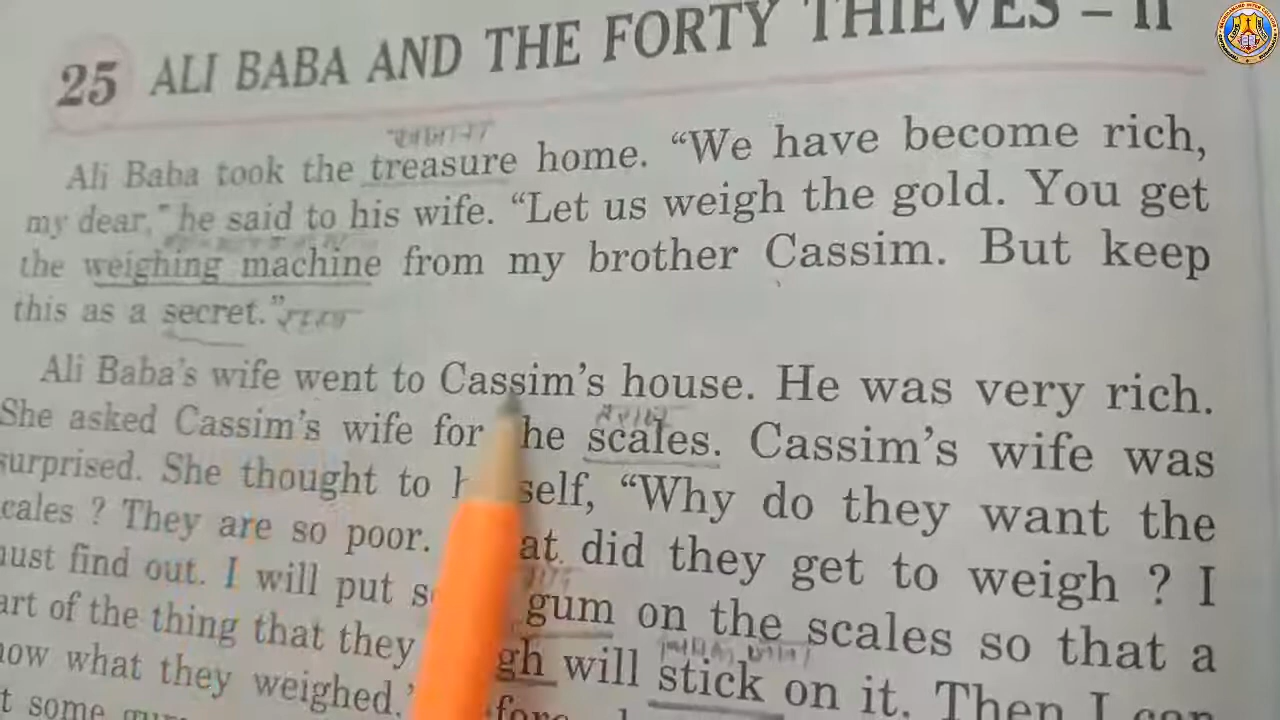 25 ALI BABA AND THE FORTY THIEVES – II
Ali Baba took the treasure home. “We have become rich,
my dear,” he said to his wife. “Let us weigh the gold. You get
the weighing machine from my brother Cassim. But keep
this as a secret.”
Ali Baba’s wife went to Cassim’s house. He was very rich.
She asked Cassim’s wife for he scales. Cassim’s wife was
surprised. She thought to h self, “Why do they want the
cales ? They are so poor. at did they get to weigh ? I
must find out. I will put s gum on the scales so that a
art of the thing that they gh will stick on it. Then I can
now what they weighed.’
t some